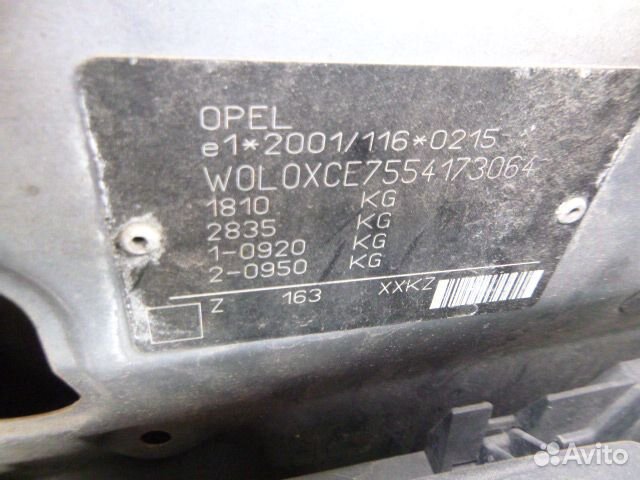 OPEL
e1*2001/116*0215
W0L0XCE7554173064
1810 KG
2835 KG
1-0920 KG
2-0950 KG
Z 163 XXKZ
Avito